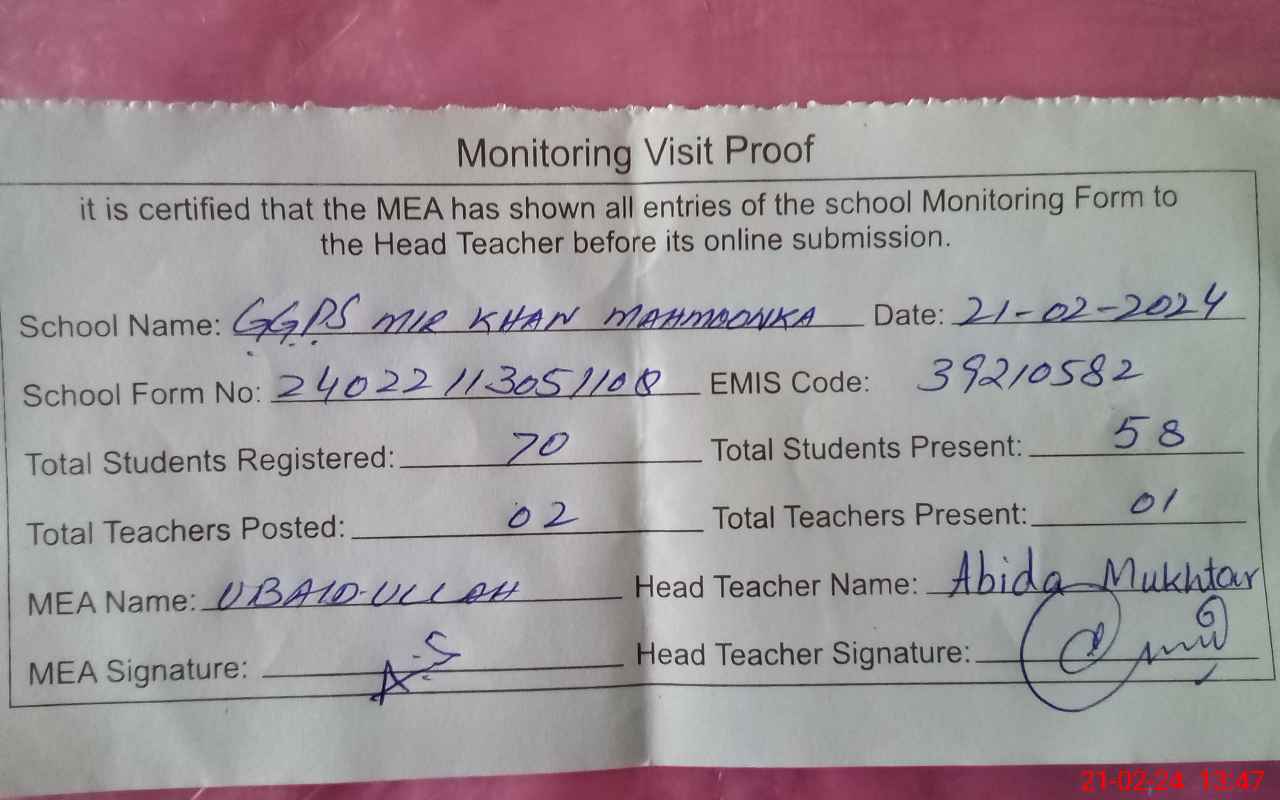 Monitoring Visit Proof
it is certified that the MEA has shown all entries of the school Monitoring Form to
the Head Teacher before its online submission.
School Name: GGPS MIR KHAN MAHMOONKA Date: 21-02-2024
School Form No: 240221113051108 EMIS Code: 39210582
Total Students Registered: 70 Total Students Present: 58
Total Teachers Posted: 02 Total Teachers Present: 01
MEA Name: UBAID-ULLAH Head Teacher Name: Abida Mukhtar
MEA Signature: Head Teacher Signature:
21-02-24 13:47